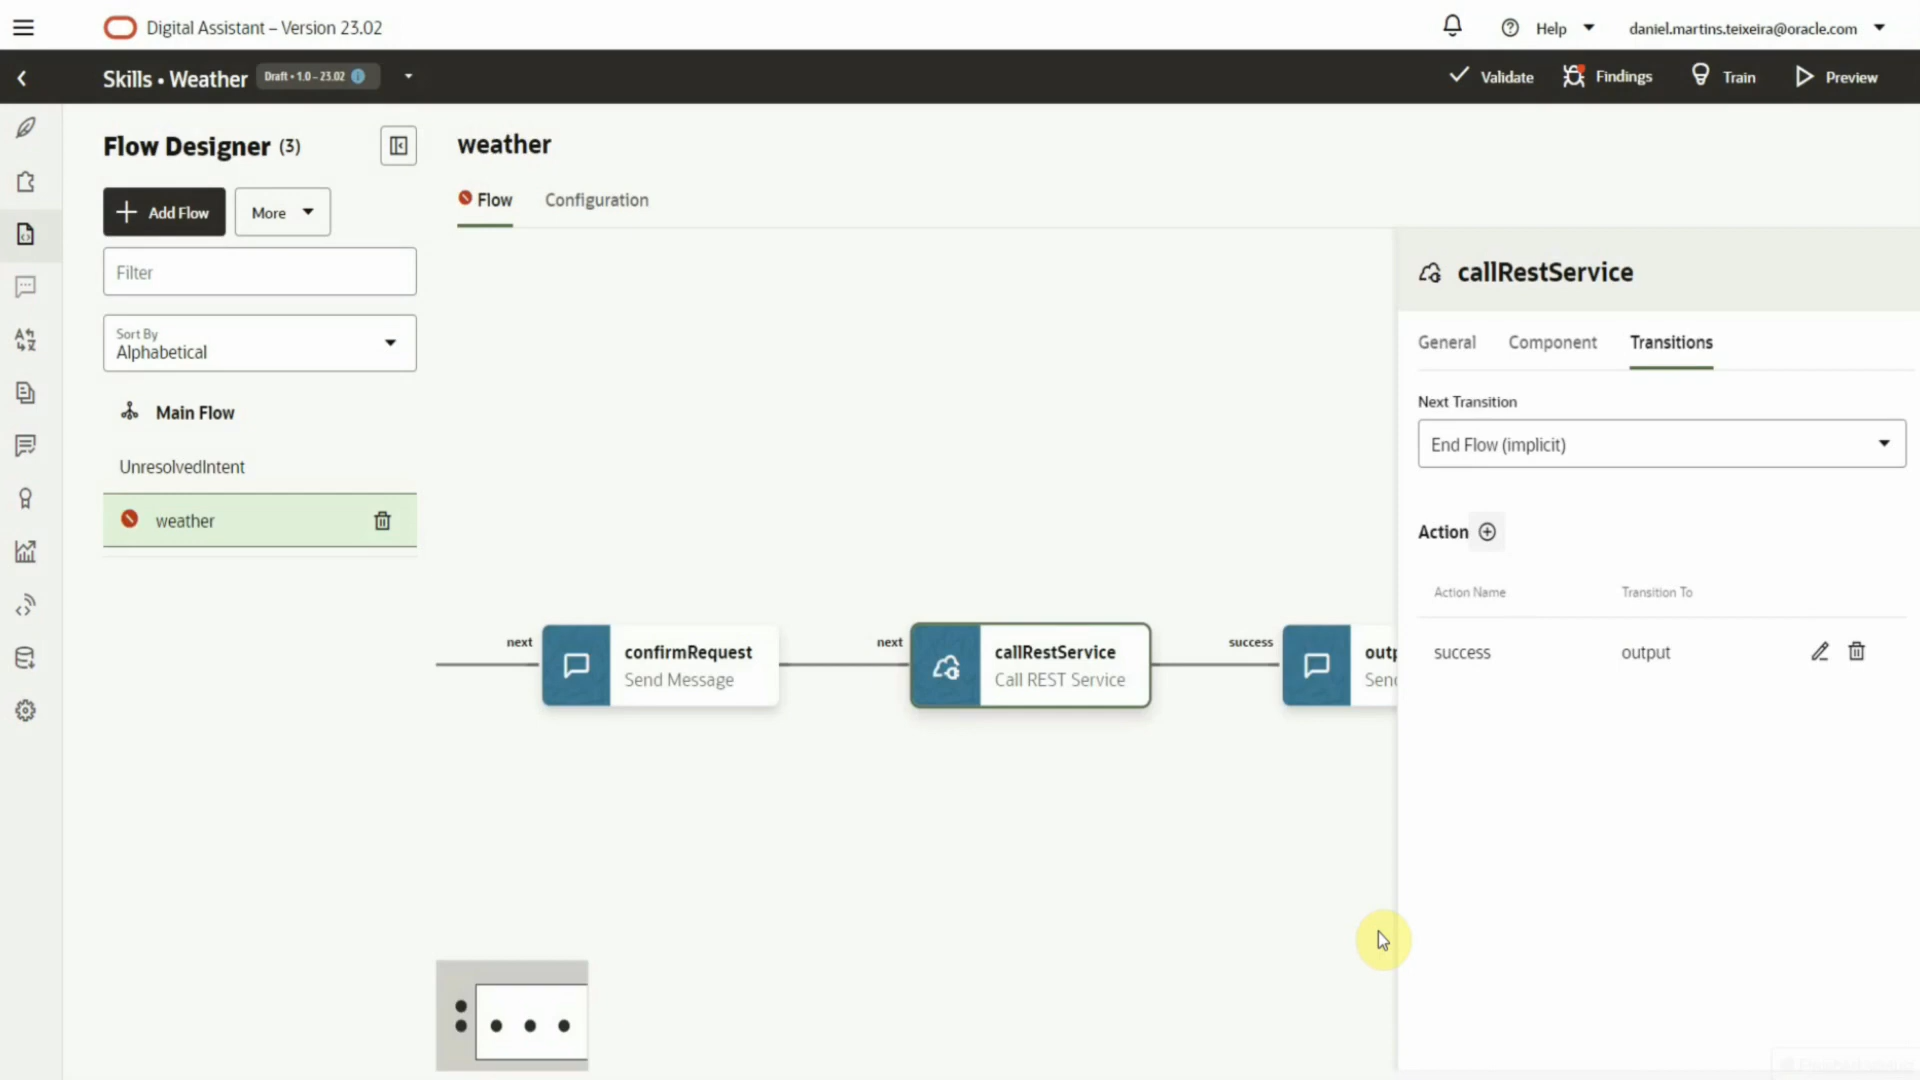 Digital Assistant – Version 23.02
Help
daniel.martins.teixeira@oracle.com
Skills • Weather
Draft • 1.0 – 23.02
Validate
Findings
Train
Preview
Flow Designer (3)
Add Flow
More
Filter
Sort By
Alphabetical
Main Flow
UnresolvedIntent
weather
weather
Flow
Configuration
next
confirmRequest
Send Message
next
callRestService
Call REST Service
success
outp
Senc
callRestService
General
Component
Transitions
Next Transition
End Flow (implicit)
Action
Action Name
Transition To
success
output